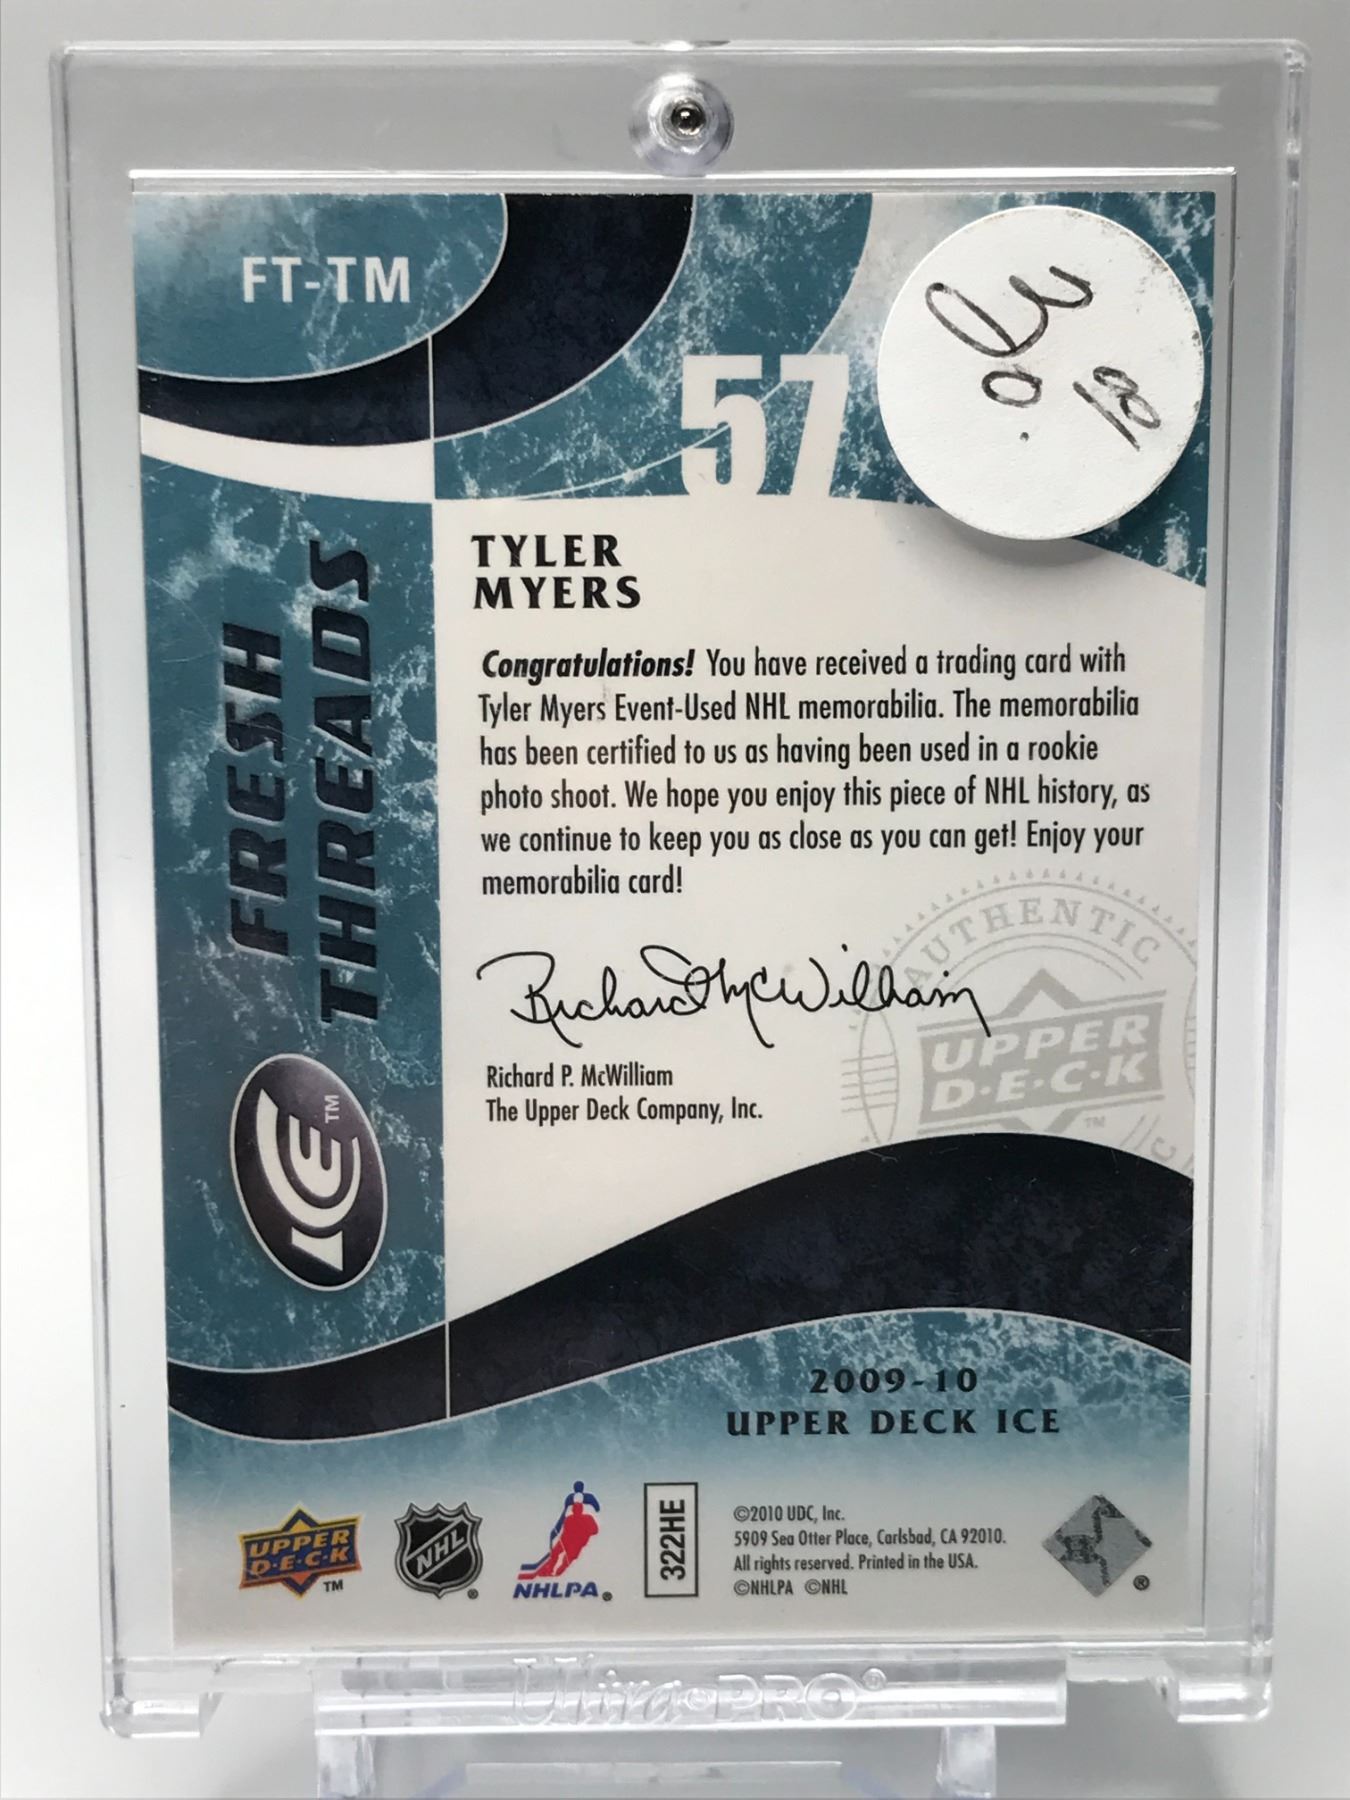 FT-TM
57
TYLER
MYERS
Congratulations! You have received a trading card with
Tyler Myers Event-Used NHL memorabilia. The memorabilia
has been certified to us as having been used in a rookie
photo shoot. We hope you enjoy this piece of NHL history, as
we continue to keep you as close as you can get! Enjoy your
memorabilia card!
FRESH
THREADS
ICE™
Richard McWilliam
Richard P. McWilliam
The Upper Deck Company, Inc.
AUTHENTIC
UPPER
D·E·C·K
TM
2009-10
UPPER DECK ICE
UPPER
D·E·C·K
TM
NHL®
NHLPA®
322HE
©2010 UDC, Inc.
5909 Sea Otter Place, Carlsbad, CA 92010.
All rights reserved. Printed in the USA.
©NHLPA ©NHL
®
Ultra•PRO®